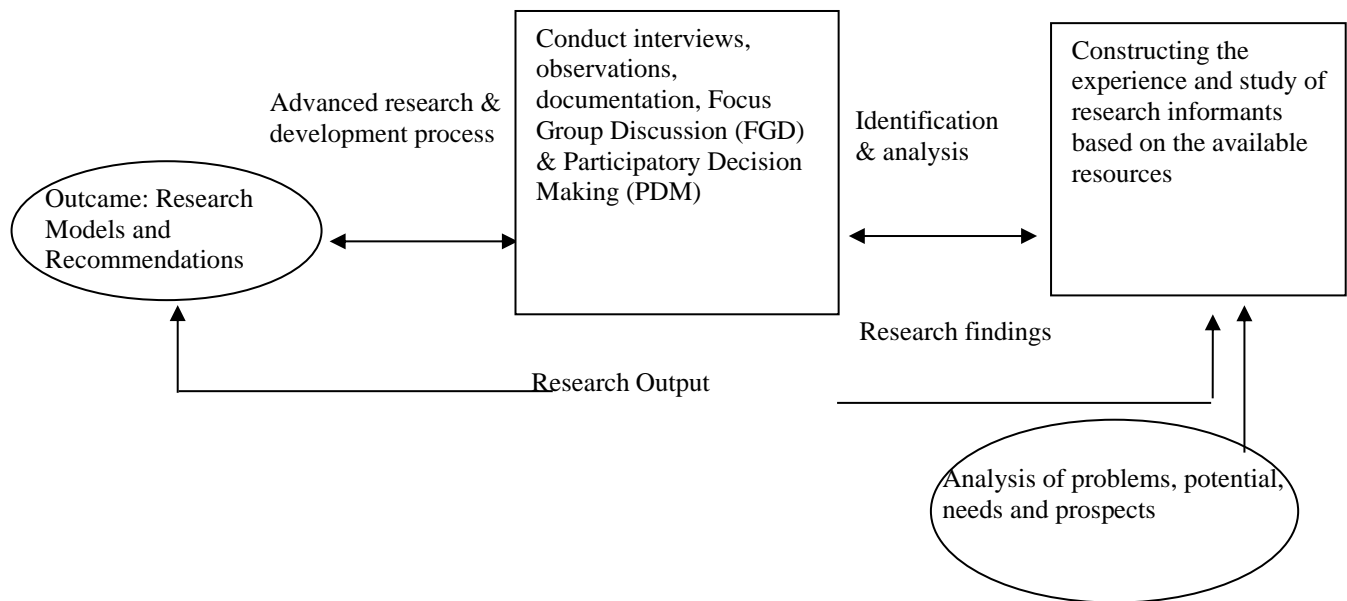 Advanced research &
development process
Outcame: Research
Models and
Recommendations
Conduct interviews,
observations,
documentation, Focus
Group Discussion (FGD)
& Participatory Decision
Making (PDM)
Identification
& analysis
Constructing the
experience and study of
research informants
based on the available
resources
Research findings
Research Output
Analysis of problems, potential,
needs and prospects